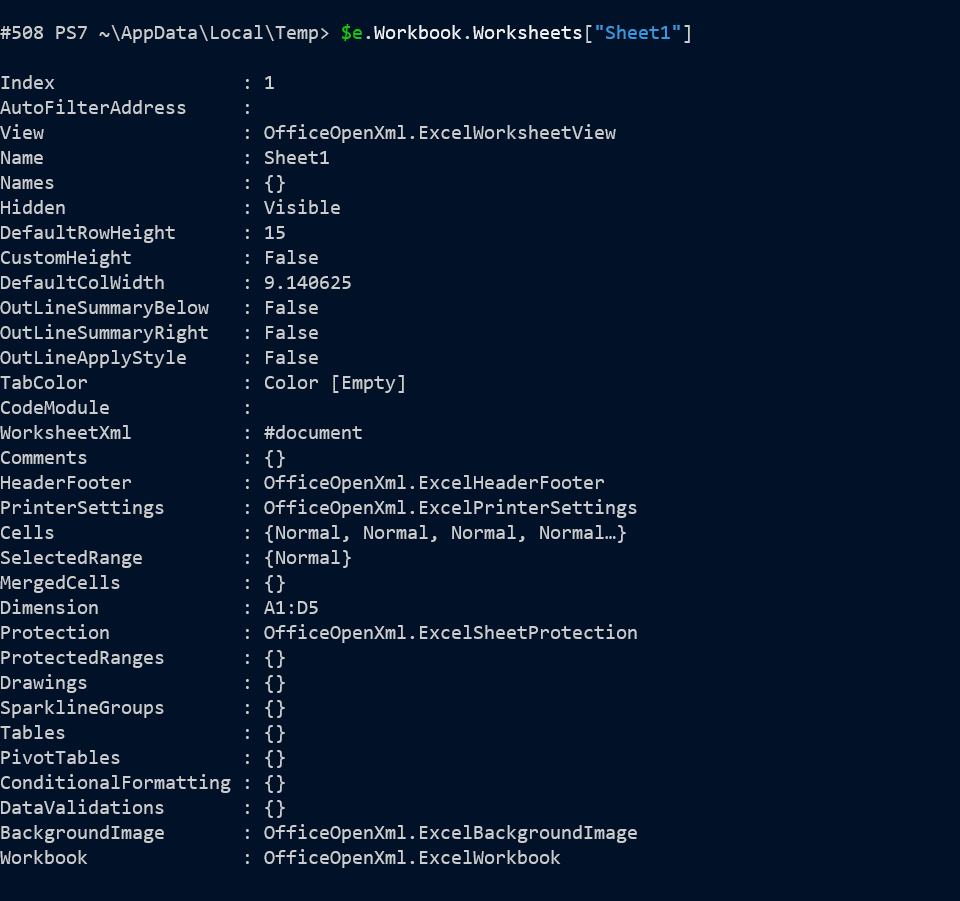 #508 PS7 ~\AppData\Local\Temp> $e.Workbook.Worksheets["Sheet1"]
Index                 : 1
AutoFilterAddress     :
View                  : OfficeOpenXml.ExcelWorksheetView
Name                  : Sheet1
Names                 : {}
Hidden                : Visible
DefaultRowHeight      : 15
CustomHeight          : False
DefaultColWidth       : 9.140625
OutLineSummaryBelow   : False
OutLineSummaryRight   : False
OutLineApplyStyle     : False
TabColor              : Color [Empty]
CodeModule            :
WorksheetXml          : #document
Comments              : {}
HeaderFooter          : OfficeOpenXml.ExcelHeaderFooter
PrinterSettings       : OfficeOpenXml.ExcelPrinterSettings
Cells                 : {Normal, Normal, Normal, Normal…}
SelectedRange         : {Normal}
MergedCells           : {}
Dimension             : A1:D5
Protection            : OfficeOpenXml.ExcelSheetProtection
ProtectedRanges       : {}
Drawings              : {}
SparklineGroups       : {}
Tables                : {}
PivotTables           : {}
ConditionalFormatting : {}
DataValidations       : {}
BackgroundImage       : OfficeOpenXml.ExcelBackgroundImage
Workbook              : OfficeOpenXml.ExcelWorkbook